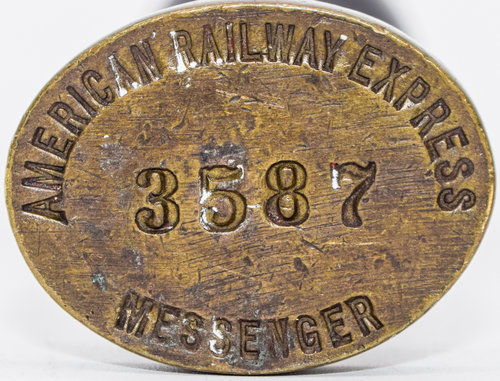 AMERICAN RAILWAY EXPRESS
3587
MESSENGER